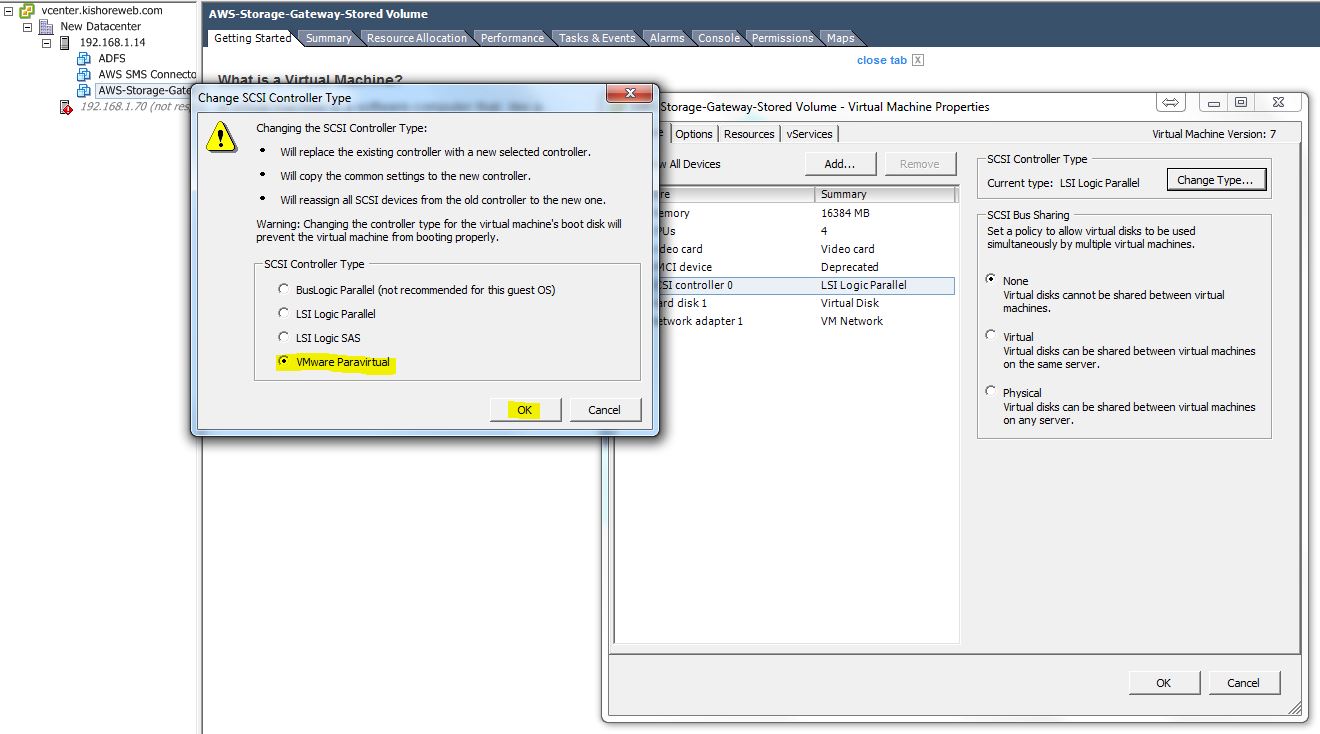 vcenter.kishoreweb.com
New Datacenter
192.168.1.14
ADFS
AWS SMS Connecto
AWS-Storage-Gate
192.168.1.70 (not res
AWS-Storage-Gateway-Stored Volume
Getting Started
Summary
Resource Allocation
Performance
Tasks & Events
Alarms
Console
Permissions
Maps
close tab
What is a Virtual Machine?
Change SCSI Controller Type
Changing the SCSI Controller Type:
Will replace the existing controller with a new selected controller.
Will copy the common settings to the new controller.
Will reassign all SCSI devices from the old controller to the new one.
Warning: Changing the controller type for the virtual machine's boot disk will
prevent the virtual machine from booting properly.
SCSI Controller Type
BusLogic Parallel (not recommended for this guest OS)
LSI Logic Parallel
LSI Logic SAS
VMware Paravirtual
OK
Cancel
Storage-Gateway-Stored Volume - Virtual Machine Properties
Options
Resources
vServices
Virtual Machine Version: 7
All Devices
Add...
Remove
Summary
emory 16384 MB
PUs 4
deo card Video card
MCI device Deprecated
SI controller 0 LSI Logic Parallel
ard disk 1 Virtual Disk
etwork adapter 1 VM Network
SCSI Controller Type
Current type: LSI Logic Parallel
Change Type...
SCSI Bus Sharing
Set a policy to allow virtual disks to be used
simultaneously by multiple virtual machines.
None
Virtual disks cannot be shared between virtual
machines.
Virtual
Virtual disks can be shared between virtual machines
on the same server.
Physical
Virtual disks can be shared between virtual machines
on any server.
OK
Cancel